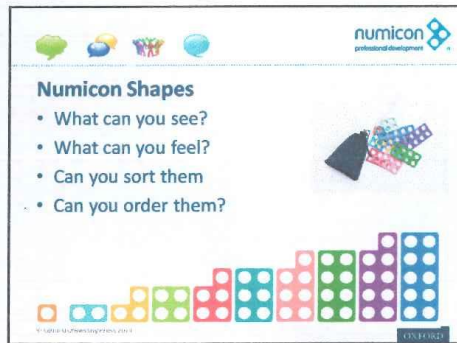 numicon
professional development
Numicon Shapes
• What can you see?
• What can you feel?
• Can you sort them
• Can you order them?
OXFORD